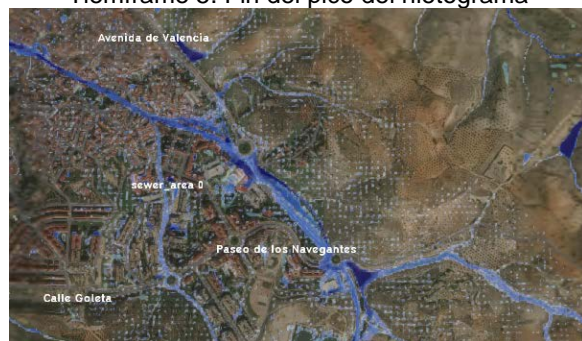 Fin del pico del hietograma
Avenida de Valencia
sewer_area 0
Paseo de los Navegantes
Calle Goleta